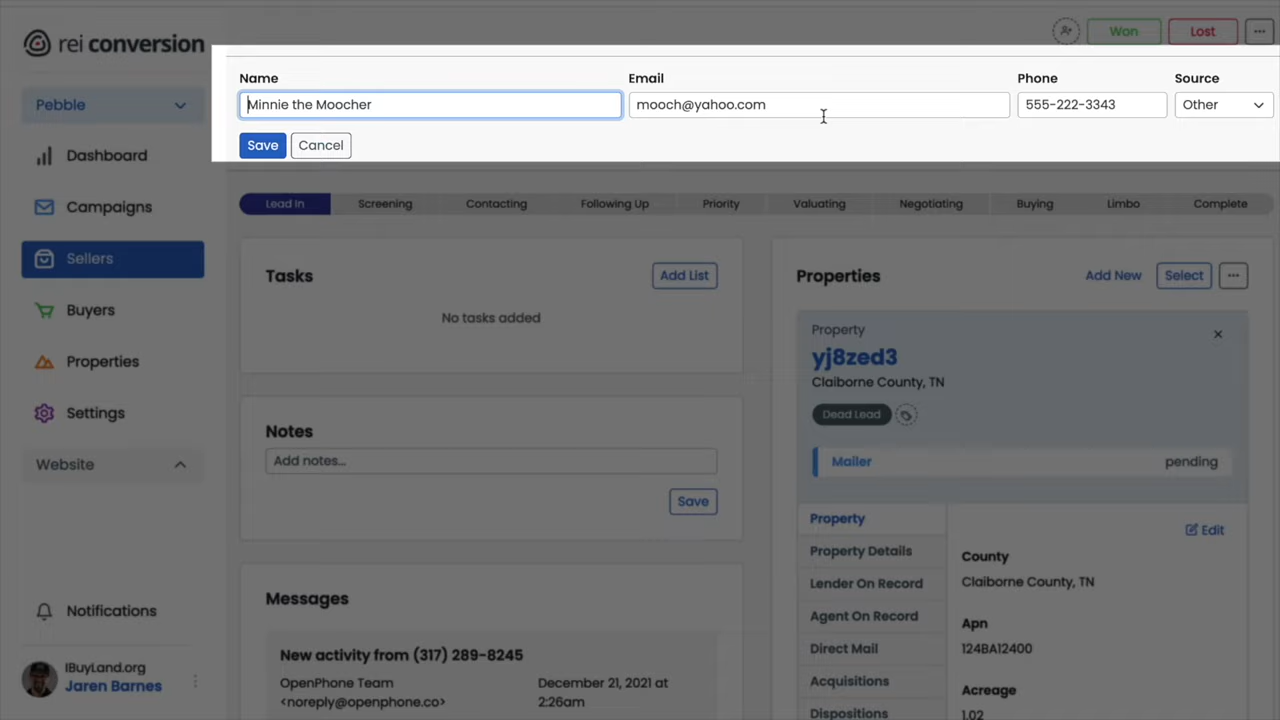 rei conversion
Won
Lost
Name
Email
Phone
Source
Minnie the Moocher
mooch@yahoo.com
555-222-3343
Other
Save
Cancel
Pebble
Dashboard
Campaigns
Sellers
Buyers
Properties
Settings
Website
Notifications
IBuyLand.org
Jaren Barnes
Lead In
Screening
Contacting
Following Up
Priority
Valuating
Negotiating
Buying
Limbo
Complete
Tasks
Add List
No tasks added
Notes
Add notes...
Save
Messages
New activity from (317) 289-8245
OpenPhone Team
<noreply@openphone.co>
December 21, 2021 at
2:26am
Properties
Add New
Select
Property
yj8zed3
Claiborne County, TN
Dead Lead
Mailer
pending
Property
Property Details
Lender On Record
Agent On Record
Direct Mail
Acquisitions
Dispositions
Edit
County
Claiborne County, TN
Apn
124BA12400
Acreage
1.02